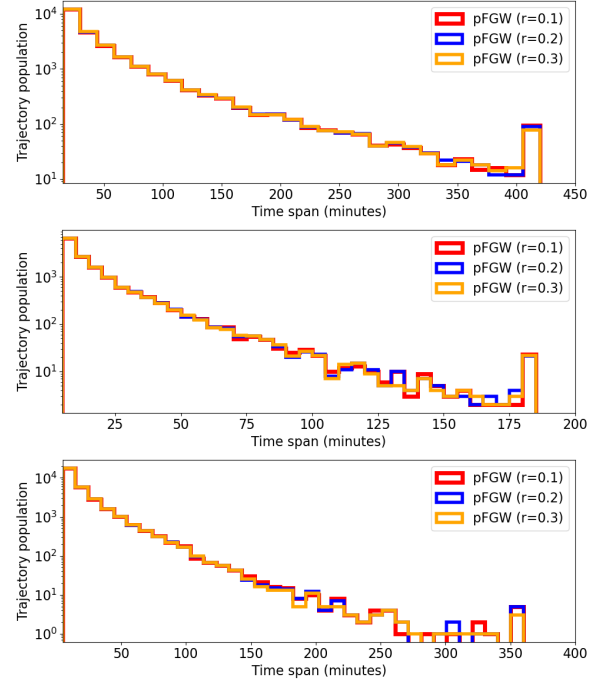 10⁴
10³
10²
10¹
Trajectory population
pFGW (r=0.1)
pFGW (r=0.2)
pFGW (r=0.3)
50 100 150 200 250 300 350 400 450
Time span (minutes)
10³
10²
10¹
Trajectory population
pFGW (r=0.1)
pFGW (r=0.2)
pFGW (r=0.3)
25 50 75 100 125 150 175 200
Time span (minutes)
10⁴
10³
10²
10¹
10⁰
Trajectory population
pFGW (r=0.1)
pFGW (r=0.2)
pFGW (r=0.3)
50 100 150 200 250 300 350 400
Time span (minutes)